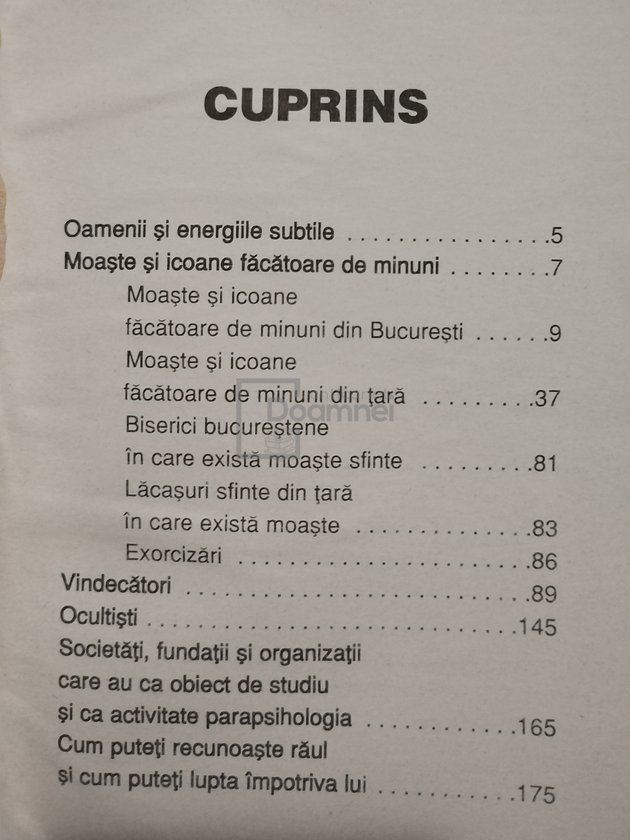 CUPRINS
Oamenii şi energiile subtile ................5
Moaşte şi icoane făcătoare de minuni ........7
Moaşte şi icoane
făcătoare de minuni din Bucureşti ......9
Moaşte şi icoane
făcătoare de minuni din ţară .........37
Biserici bucureştene
în care există moaşte sfinte .........81
Lăcaşuri sfinte din ţară
în care există moaşte ..............83
Exorcizări ........................86
Vindecători ............................89
Ocultişti ..............................145
Societăţi, fundaţii şi organizaţii
care au ca obiect de studiu
şi ca activitate parapsihologia ............165
Cum puteţi recunoaşte răul
şi cum puteţi lupta împotriva lui ...........175
Doamnei